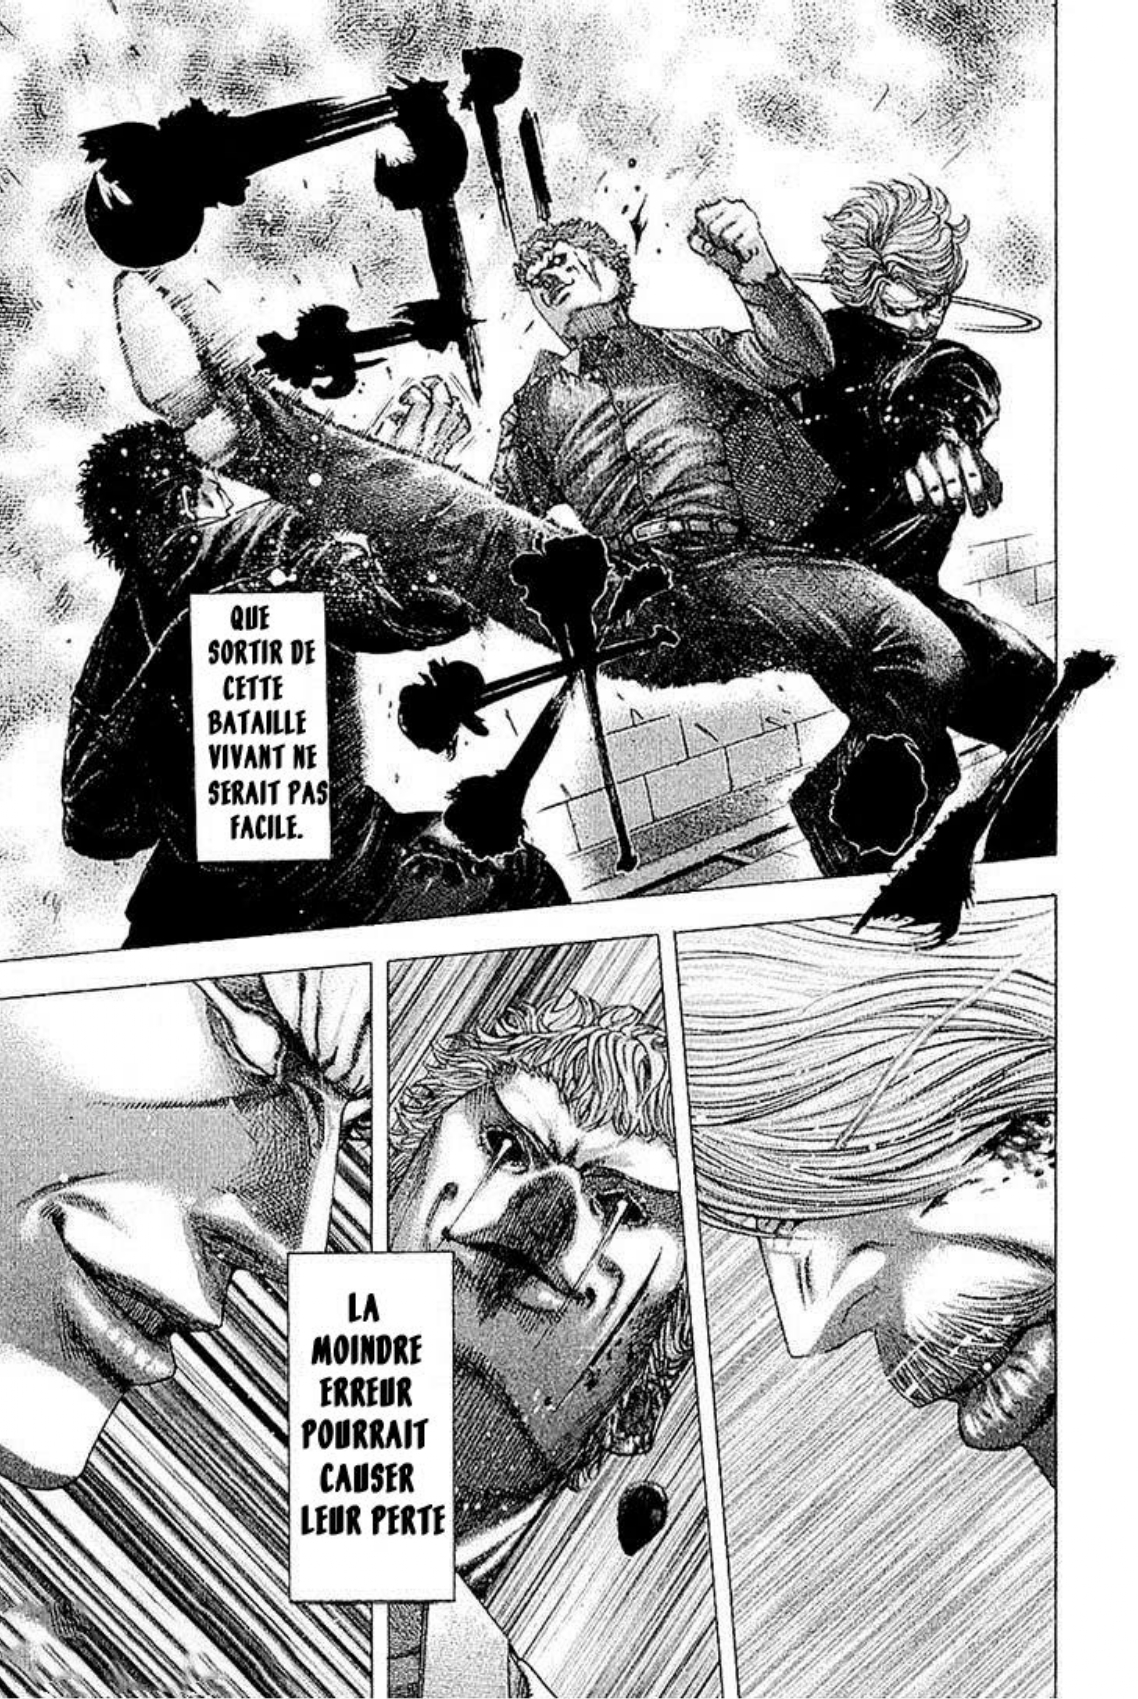 QUE
SORTIR DE
CETTE
BATAILLE
VIVANT NE
SERAIT PAS
FACILE.
LA
MOINDRE
ERREUR
POURRAIT
CAUSER
LEUR PERTE